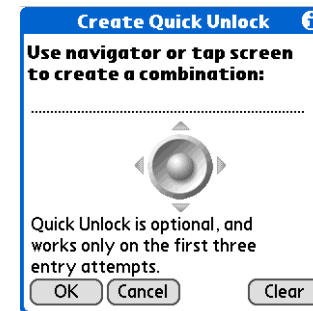 Create Quick Unlock i
Use navigator or tap screen
to create a combination:
Quick Unlock is optional, and
works only on the first three
entry attempts.
OK Cancel Clear